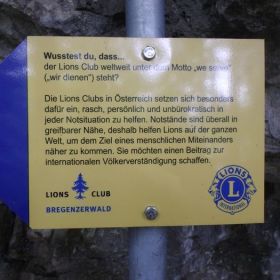 Wusstest du, dass...
der Lions Club weltweit unter dem Motto „we serve“
(„wir dienen“) steht?
Die Lions Clubs in Österreich setzen sich besonders
dafür ein, rasch, persönlich und unbürokratisch in
jeder Notsituation zu helfen. Notstände sind überall in
greifbarer Nähe, deshalb helfen Lions auf der ganzen
Welt, um dem Ziel eines menschlichen Miteinanders
näher zu kommen. Sie möchten einen Beitrag zur
internationalen Völkerverständigung schaffen.
LIONS CLUB
BREGENZERWALD
LIONS
L
INTERNATIONAL